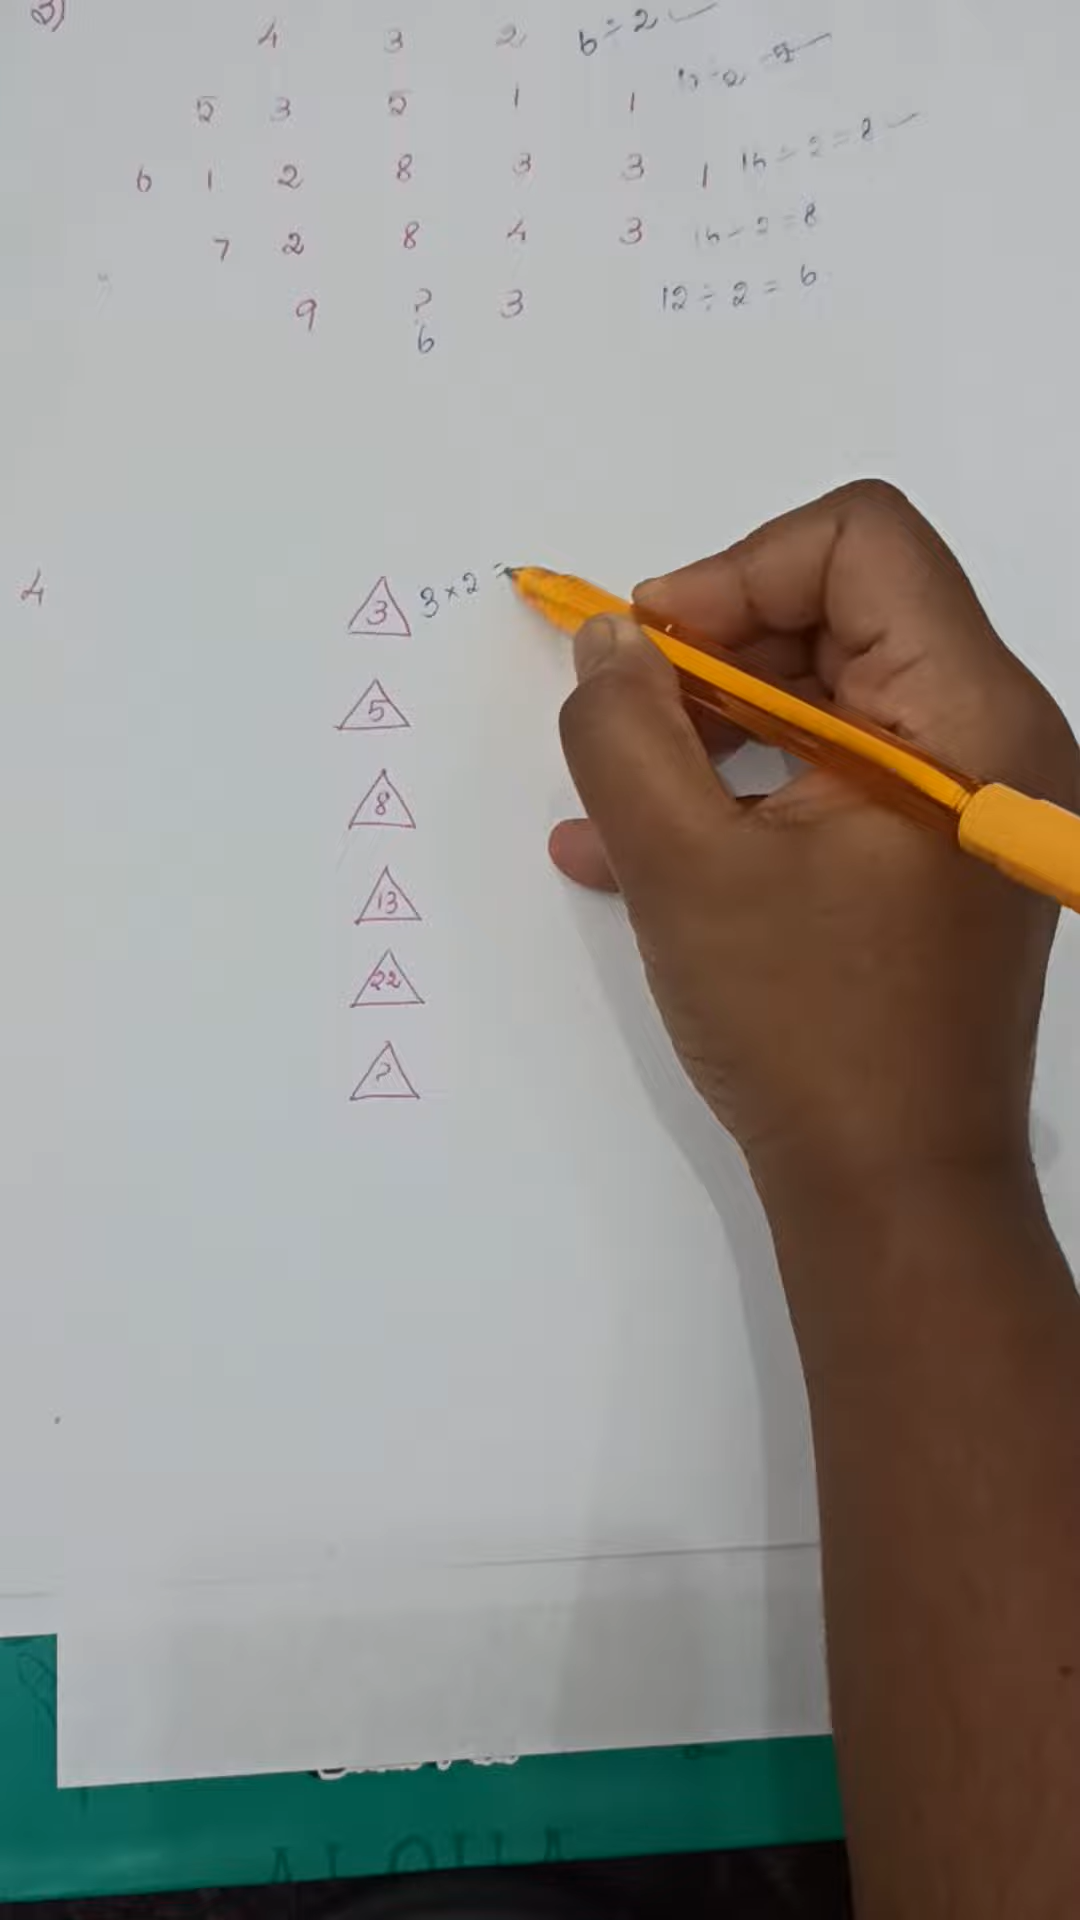 3)
4 3 2 6÷2
5 3 5 1 1
6 1 2 8 3 3 1 16÷2=8
7 2 8 4 3 16÷2=8
9 ? 3 12÷2=6
6
4 3 3×2=
5
8
13
22
?